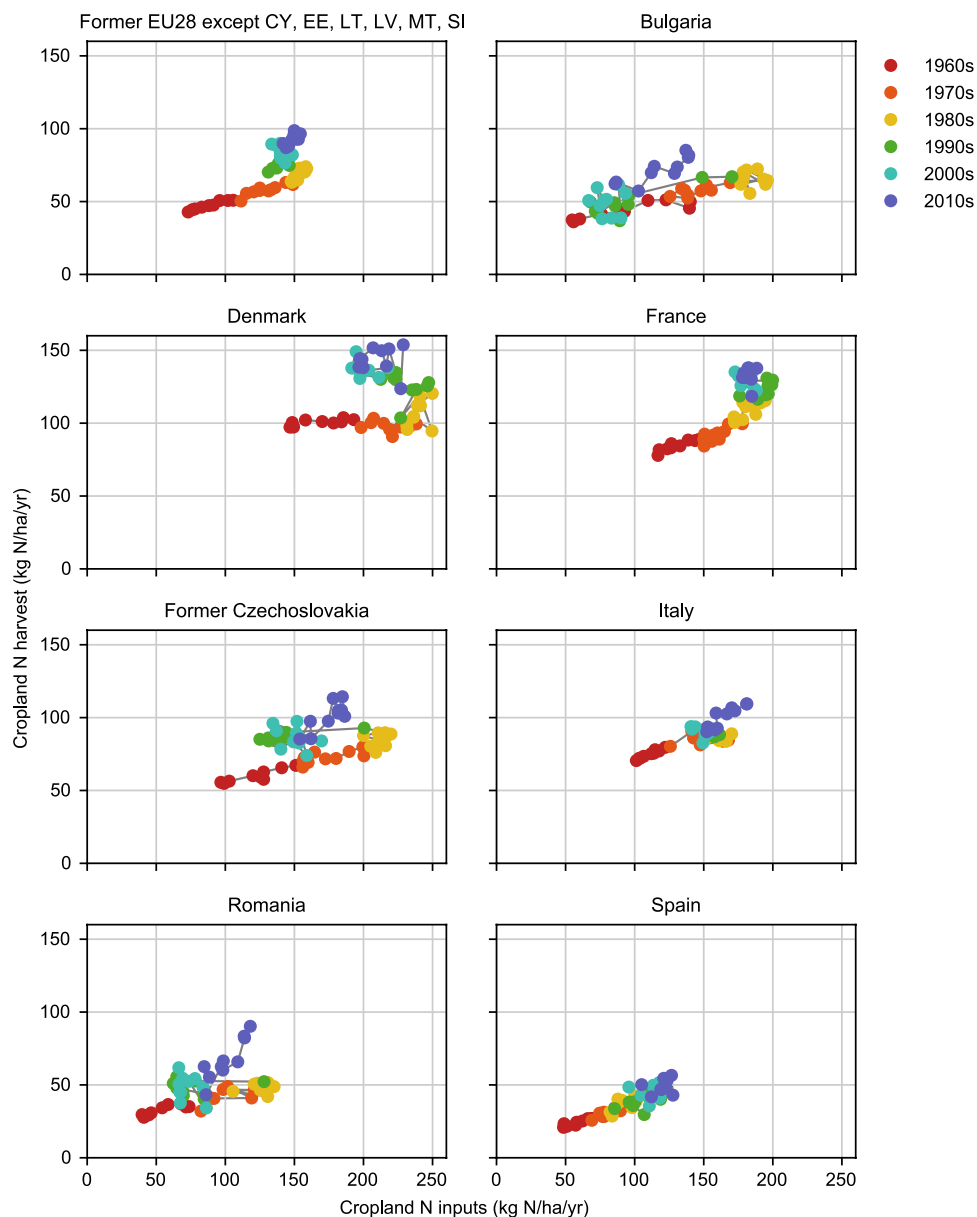 Former EU28 except CY, EE, LT, LV, MT, SI
Bulgaria
150
100
50
0
1960s
1970s
1980s
1990s
2000s
2010s
Denmark
France
150
100
50
0
Cropland N harvest (kg N/ha/yr)
Former Czechoslovakia
Italy
150
100
50
0
Romania
Spain
150
100
50
0
0 50 100 150 200 250
0 50 100 150 200 250
Cropland N inputs (kg N/ha/yr)